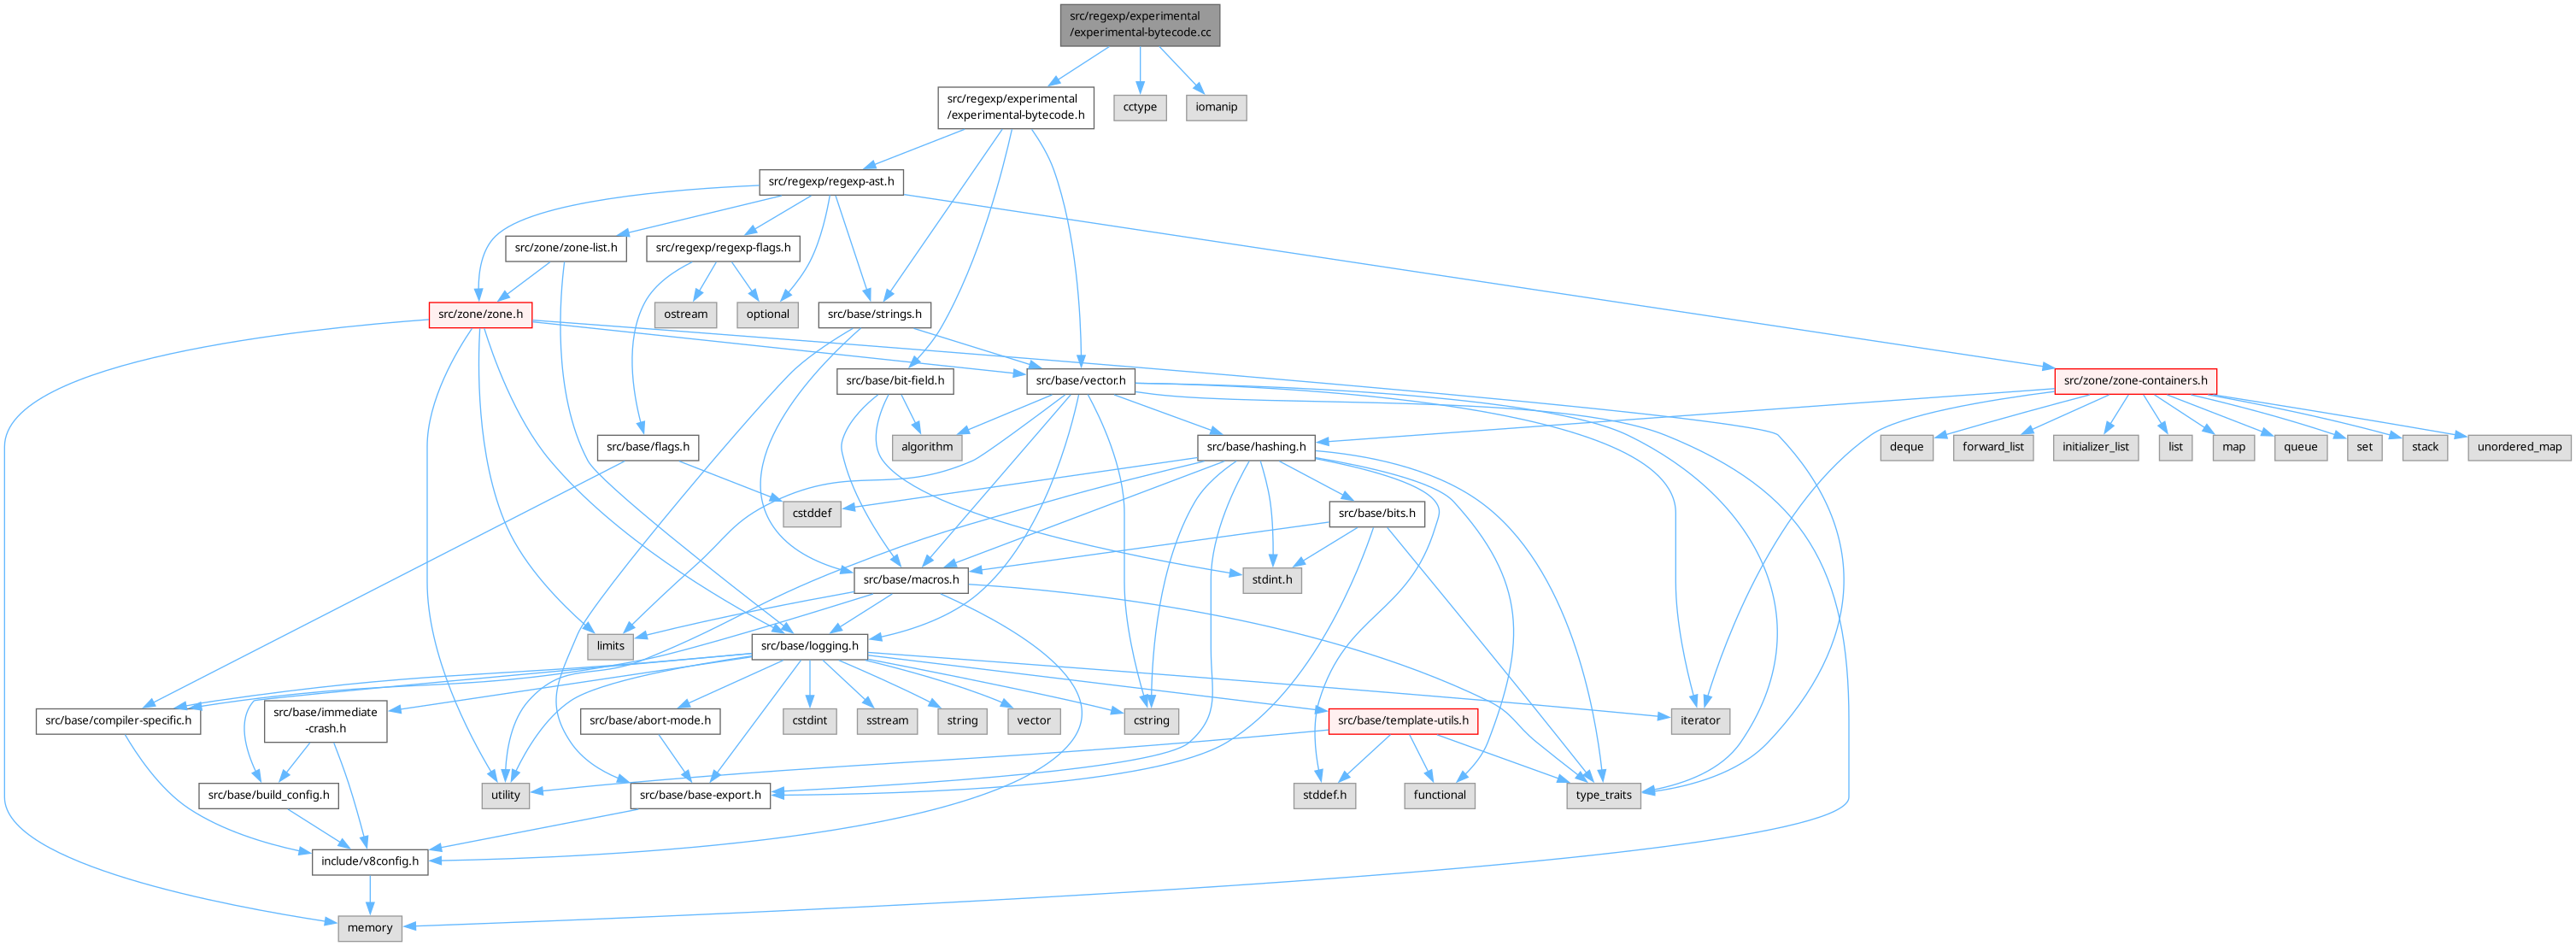 src/regexp/experimental
/experimental-bytecode.cc
src/regexp/experimental
/experimental-bytecode.h
cctype
iomanip
src/regexp/regexp-ast.h
src/zone/zone-list.h
src/regexp/regexp-flags.h
src/zone/zone.h
ostream
optional
src/base/strings.h
src/base/bit-field.h
src/base/vector.h
src/zone/zone-containers.h
src/base/flags.h
algorithm
src/base/hashing.h
deque
forward_list
initializer_list
list
map
queue
set
stack
unordered_map
cstddef
src/base/bits.h
src/base/macros.h
stdint.h
limits
src/base/logging.h
src/base/compiler-specific.h
src/base/immediate
-crash.h
src/base/abort-mode.h
cstdint
sstream
string
vector
cstring
src/base/template-utils.h
iterator
src/base/build_config.h
utility
src/base/base-export.h
stddef.h
functional
type_traits
include/v8config.h
memory